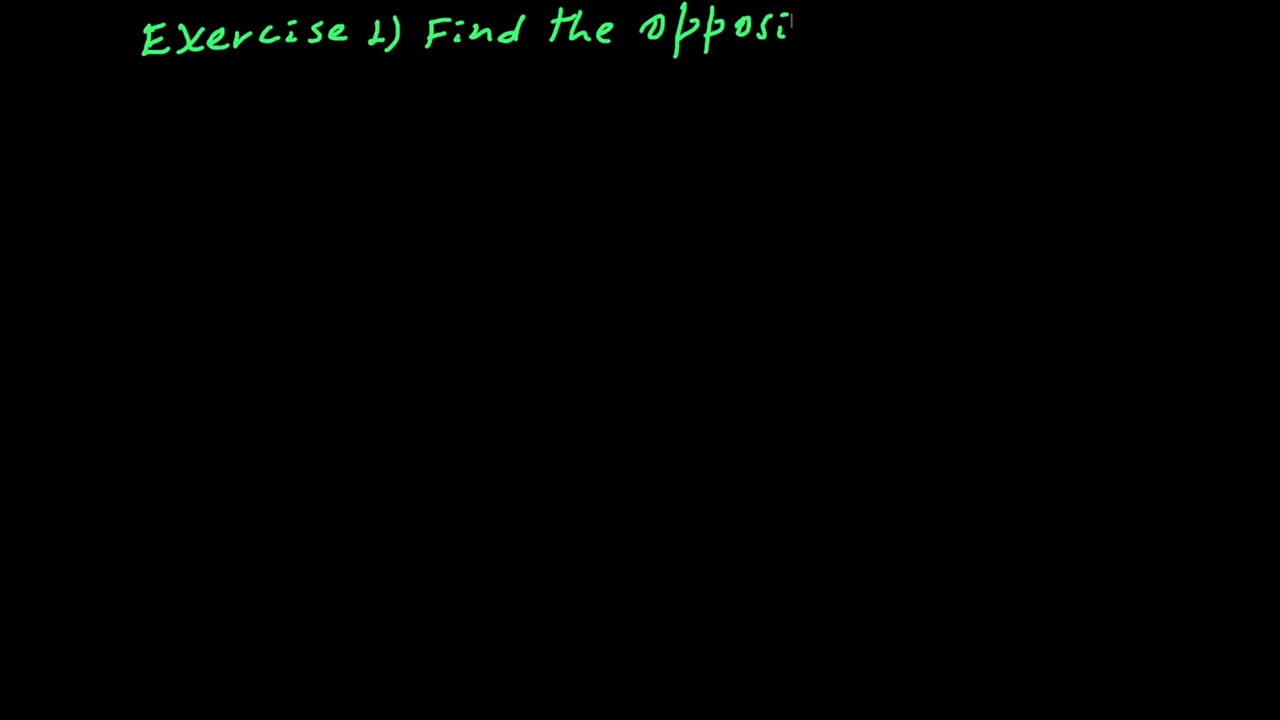 Exercise 1) Find the opposi